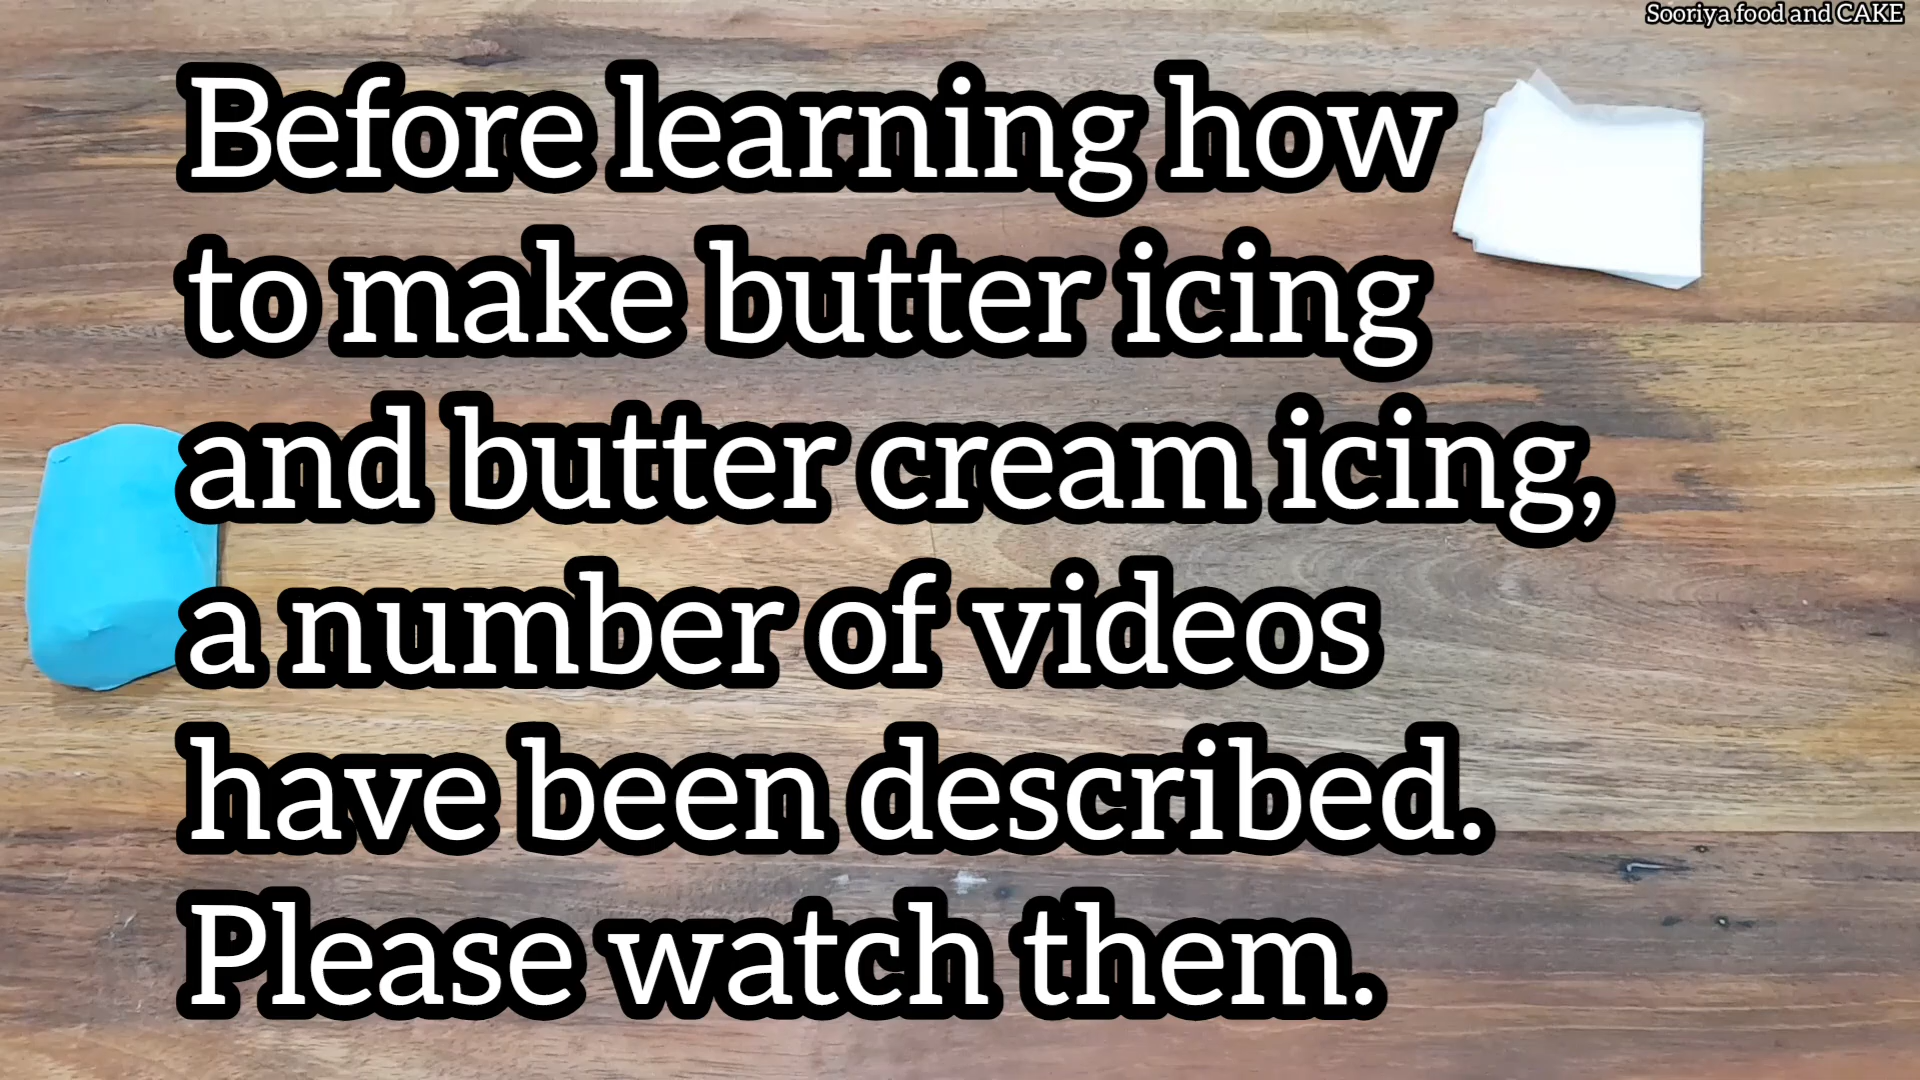 Sooriya food and CAKE
Before learning how
to make butter icing
and butter cream icing,
a number of videos
have been described.
Please watch them.